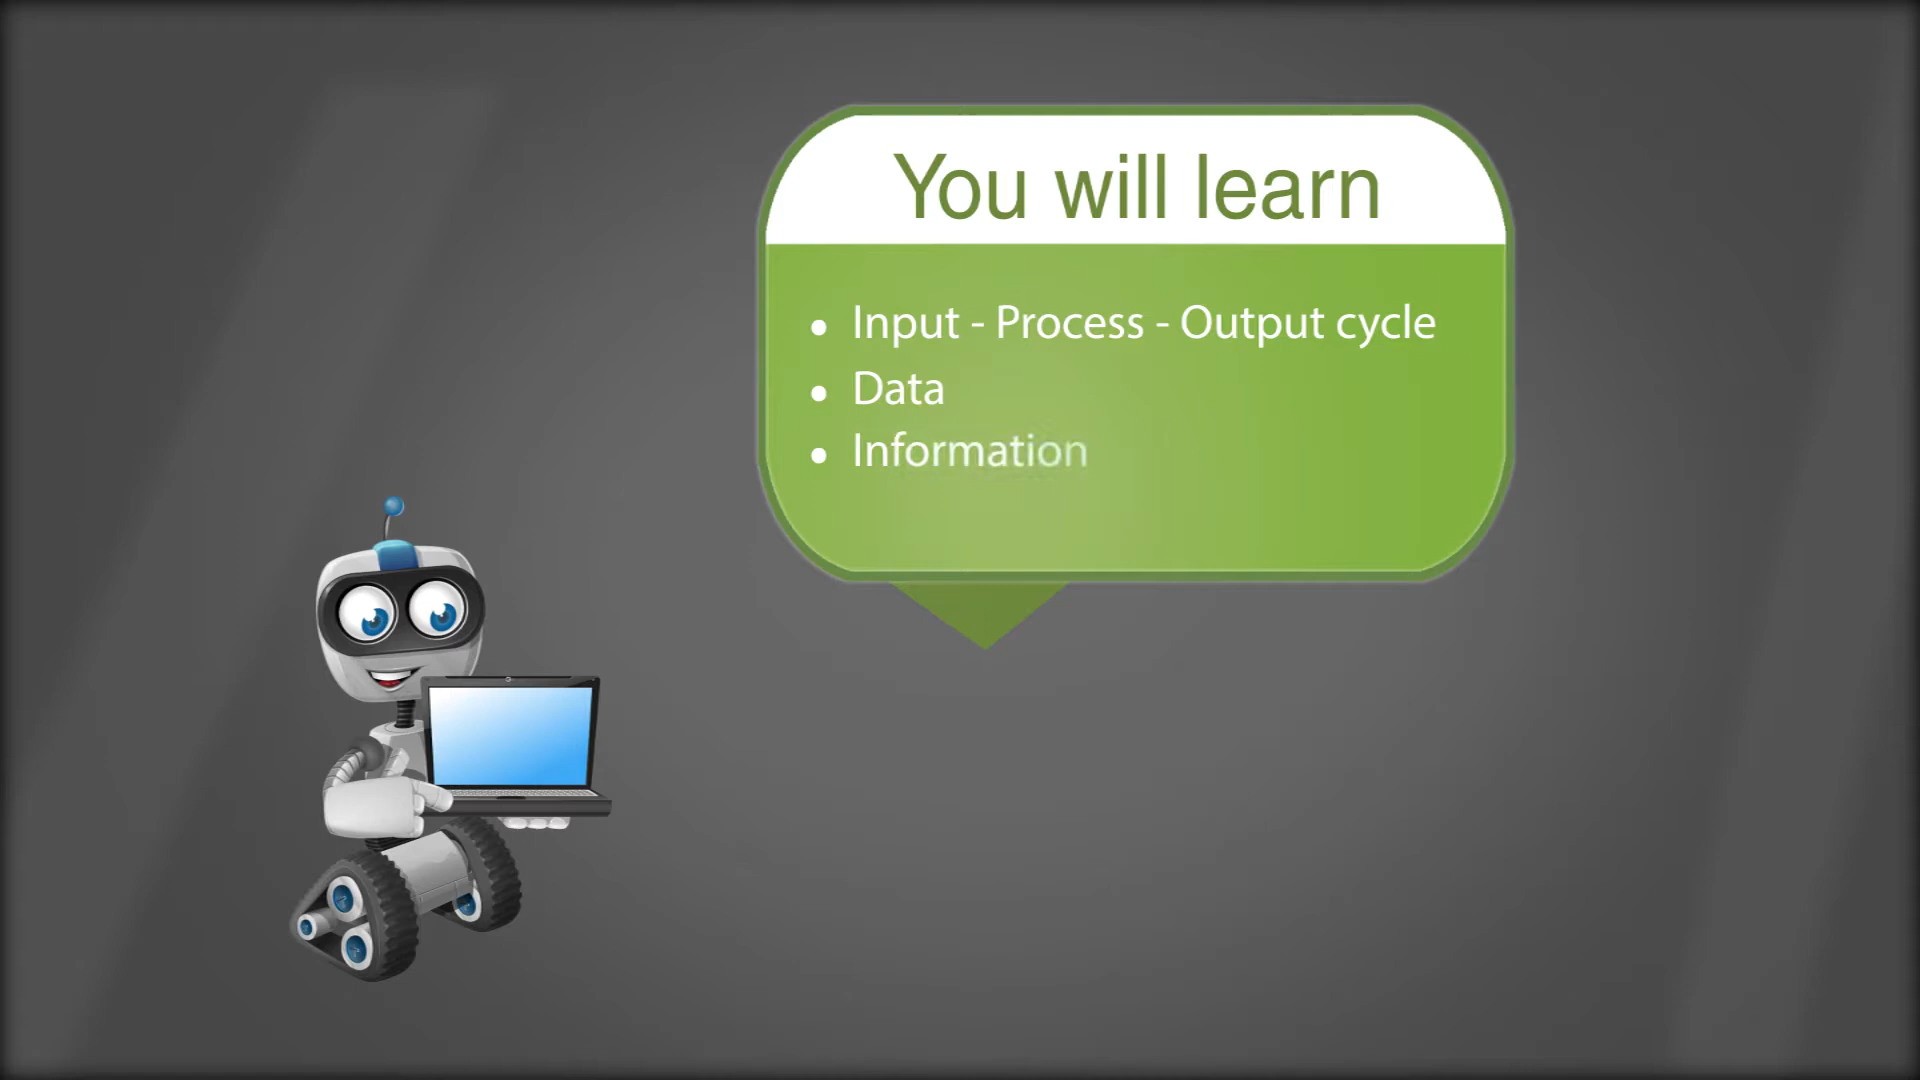 You will learn
• Input - Process - Output cycle
• Data
• Information